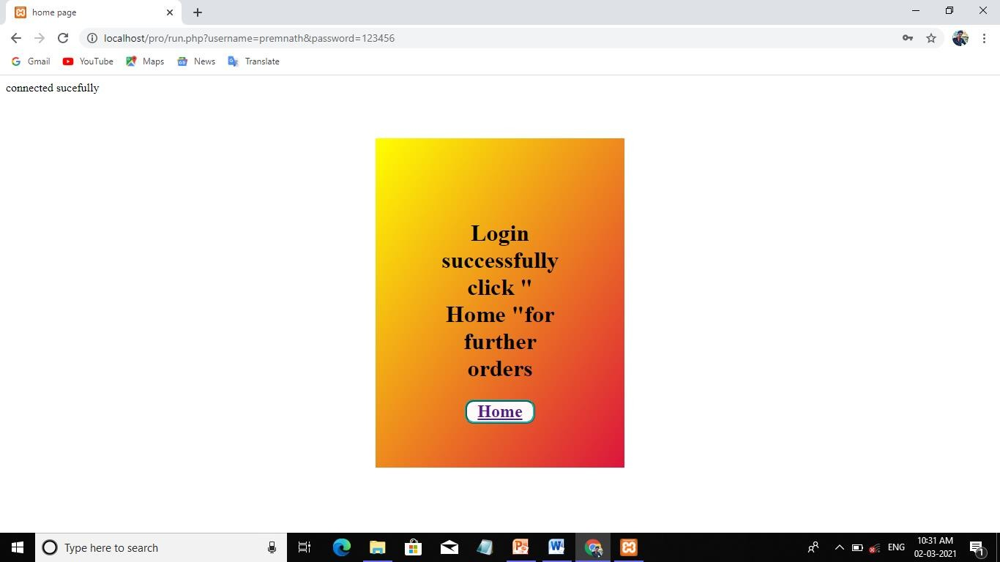 home page
localhost/pro/run.php?username=premnath&password=123456
Gmail YouTube Maps News Translate
connected sucefully
Login
successfully
click "
Home "for
further
orders
Home
Type here to search
ENG
10:31 AM
02-03-2021
1